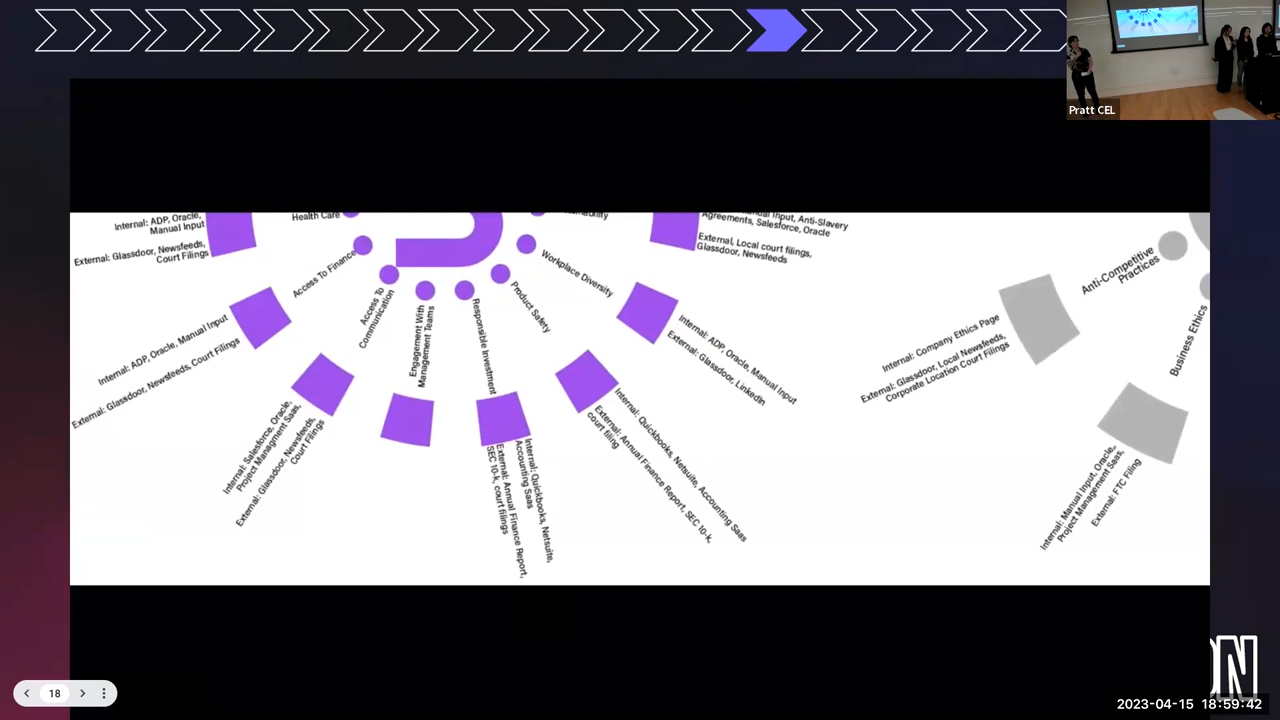 Pratt CEL
Internal: ADP, Oracle,
Manual Input
External: Glassdoor, Newsfeeds,
Court Filings
Health Care
Access To Finance
Internal: ADP, Oracle, Manual Input
External: Glassdoor, Newsfeeds, Court Filings
Access To
Communication
Internal: Salesforce, Oracle,
Project Managment Saas,
External: Glassdoor, Newsfeeds,
Court Filings
Engagement With
Management Teams
Responsible Investment
Internal: Quickbooks, Netsuite,
Accounting Saas
External: Annual Finance Report,
SEC 10-k, court filings
Product Safety
Internal: Quickbooks, Netsuite, Accounting Saas
External: Annual Finance Report, SEC 10-k,
court filing
Workplace Diversity
Internal: ADP, Oracle, Manual Input
External: Glassdoor, LinkedIn
Manual Input, Anti-Slavery
Agreements, Salesforce, Oracle
External, Local court filings,
Glassdoor, Newsfeeds
Anti-Competitive
Practices
Internal: Company Ethics Page
External: Glassdoor, Local Newsfeeds,
Corporate Location Court Filings
Business Ethics
Internal: Manual Input, Oracle,
Project Management Saas,
External: FTC Filing
18
2023-04-15 18:59:42